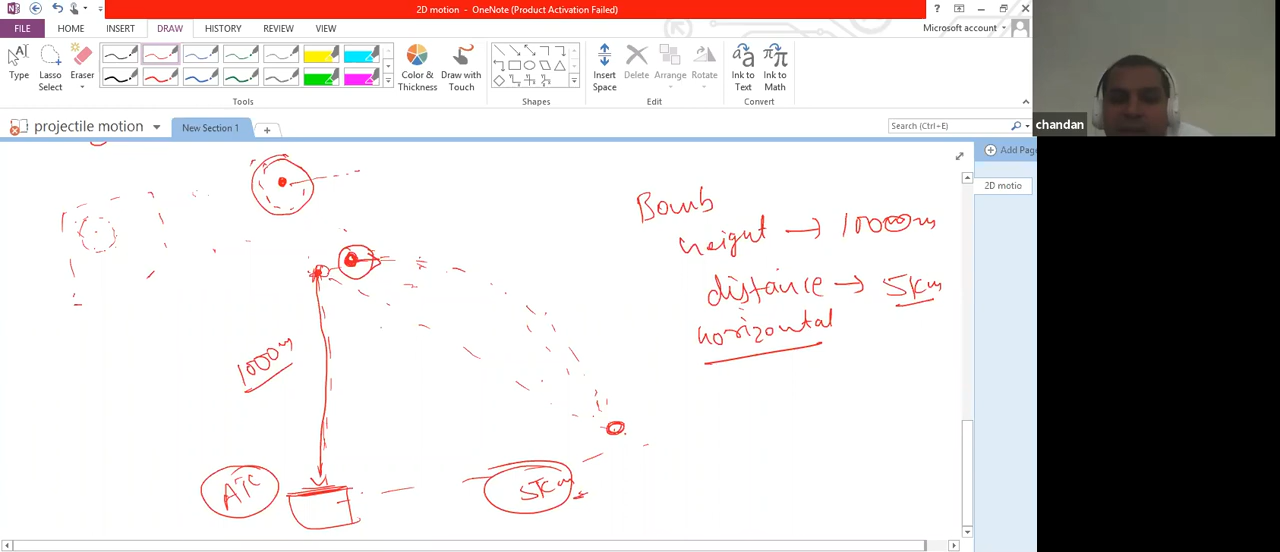 2D motion - OneNote (Product Activation Failed)
FILE HOME INSERT DRAW HISTORY REVIEW VIEW Microsoft account
Type Lasso Select Eraser Color & Thickness Draw with Touch Insert Space Delete Arrange Rotate Ink to Text Ink to Math
Tools Shapes Edit Convert
chandan
projectile motion New Section 1 Search (Ctrl+E)
Add Page
2D motio
Bomb
height → 10000m
distance → 5km
horizontal
1000m
ATC
5km